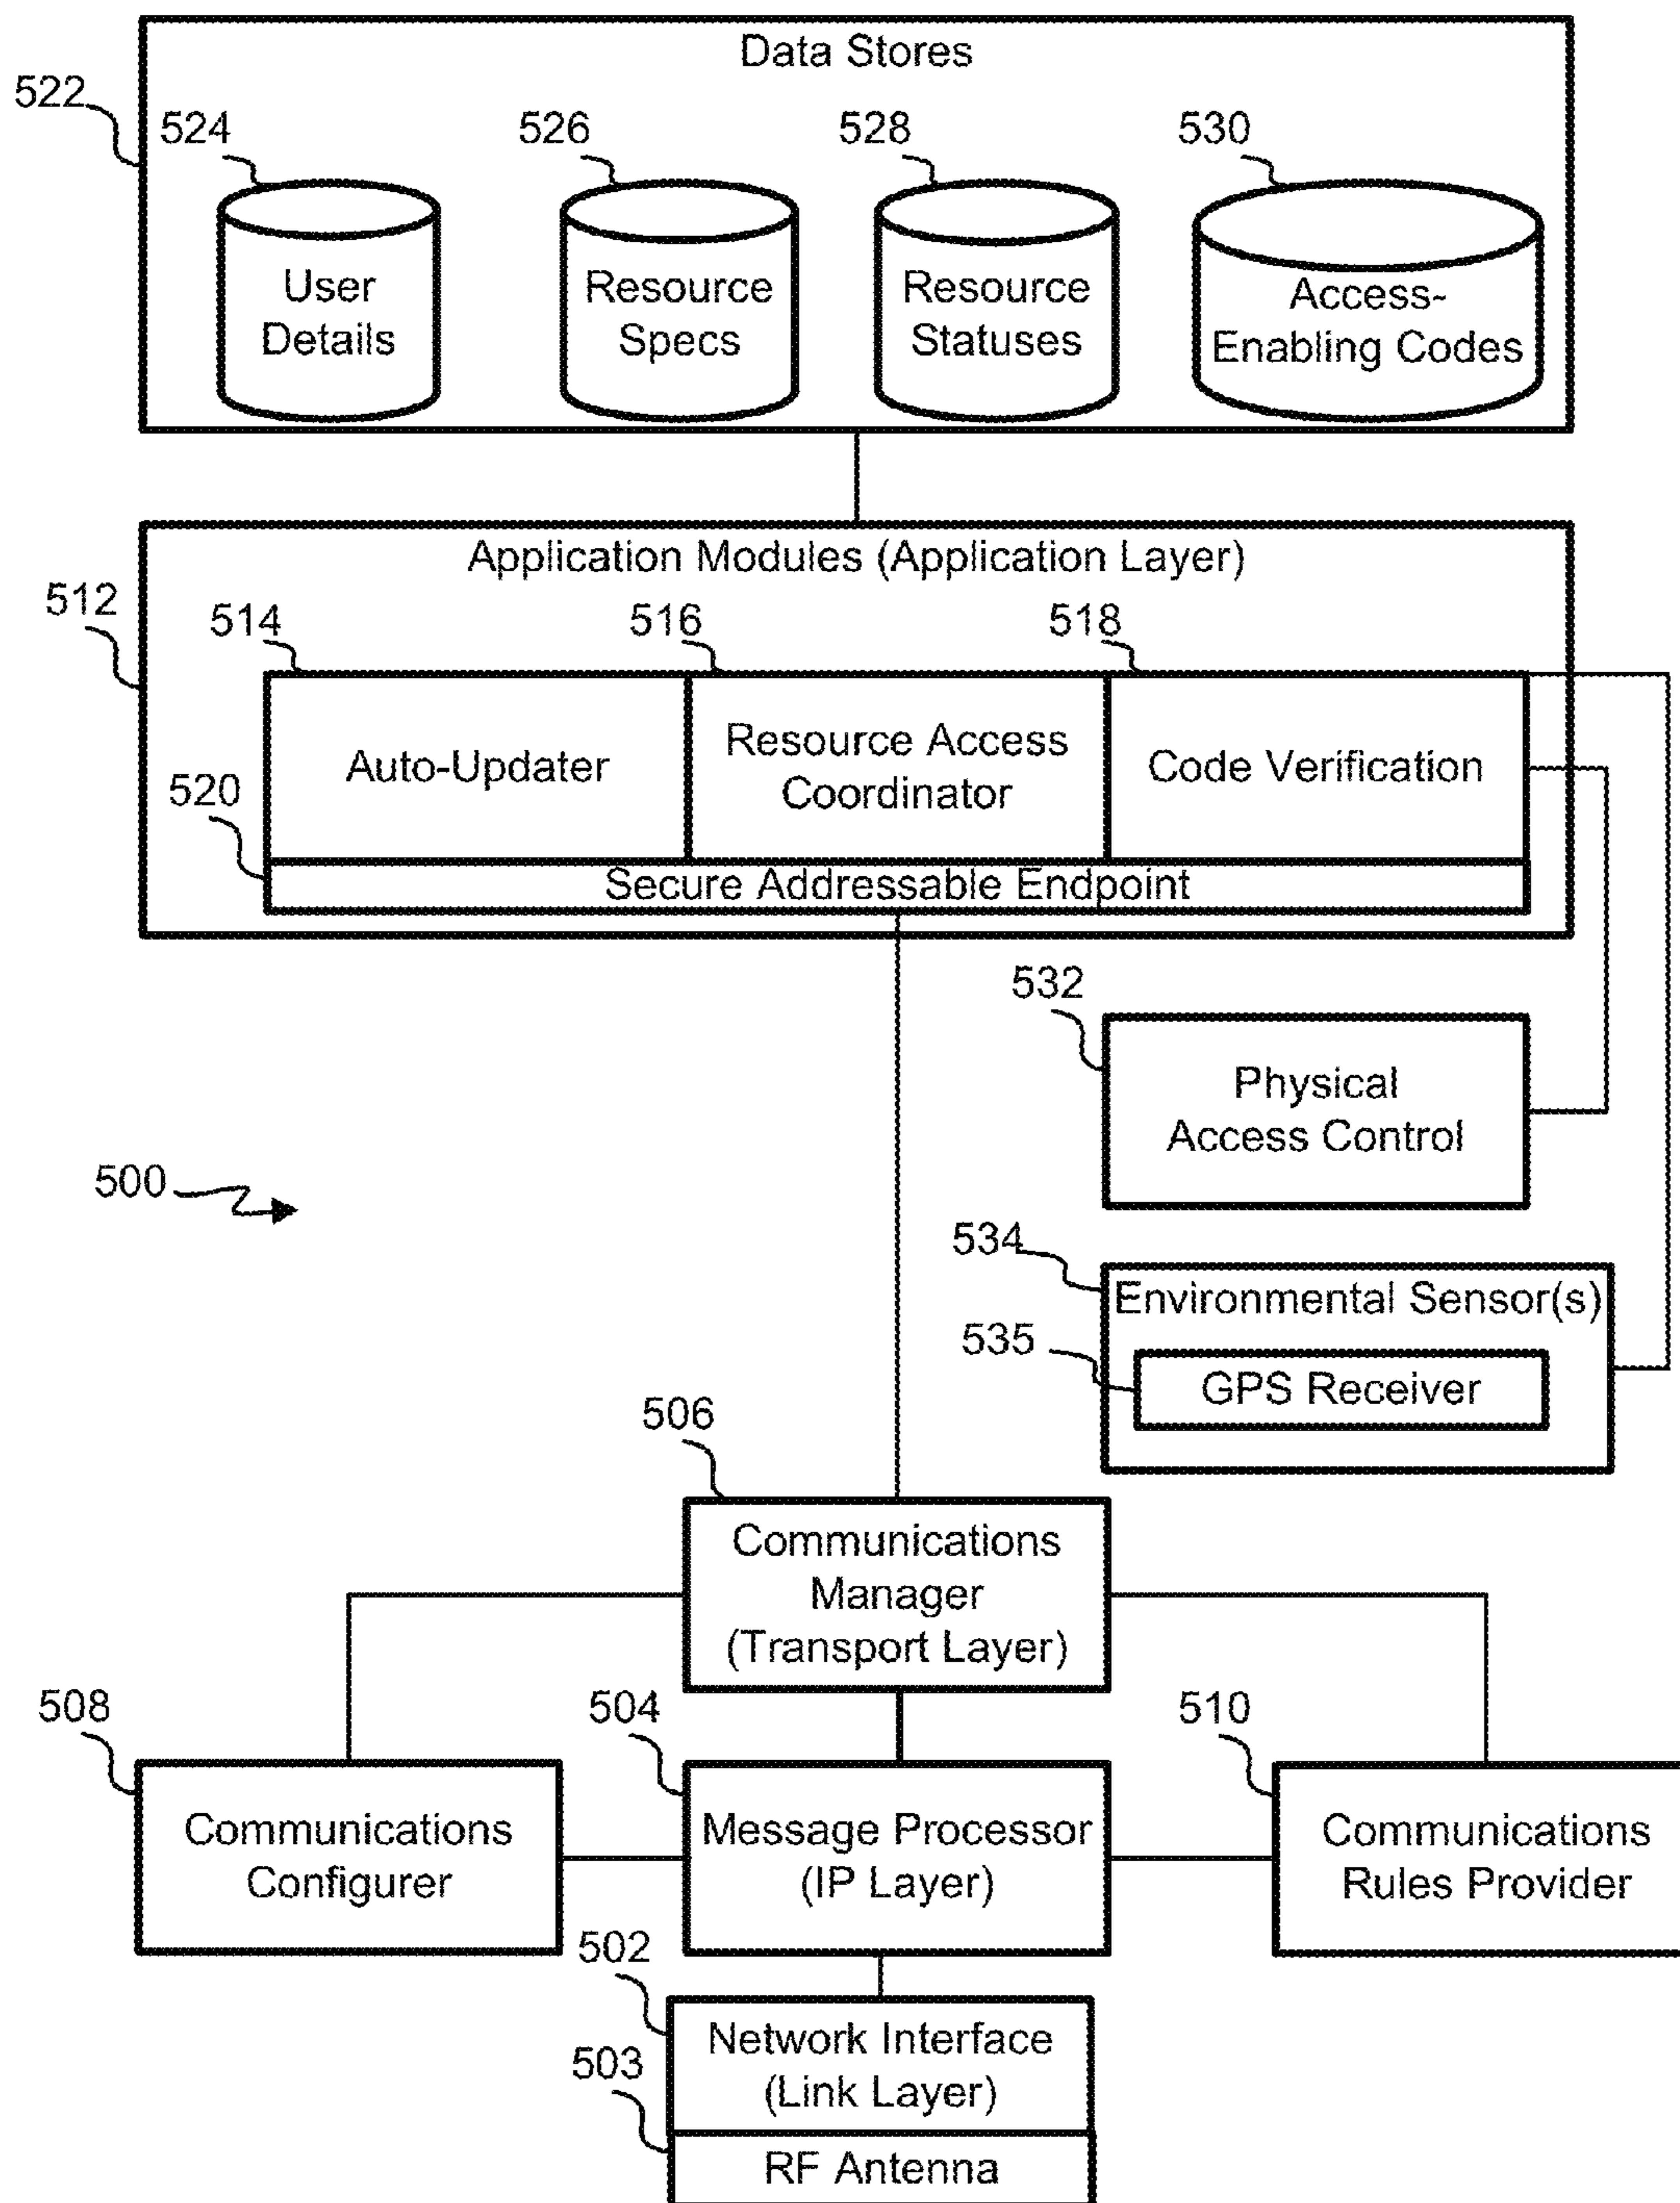 Data Stores
522
524
526
528
530
User
Details
Resource
Specs
Resource
Statuses
Access-
Enabling Codes
Application Modules (Application Layer)
512
514
516
518
Auto-Updater
Resource Access
Coordinator
Code Verification
520
Secure Addressable Endpoint
532
Physical
Access Control
500
534
Environmental Sensor(s)
535
GPS Receiver
506
Communications
Manager
(Transport Layer)
508
504
510
Communications
Configurer
Message Processor
(IP Layer)
Communications
Rules Provider
502
Network Interface
(Link Layer)
503
RF Antenna